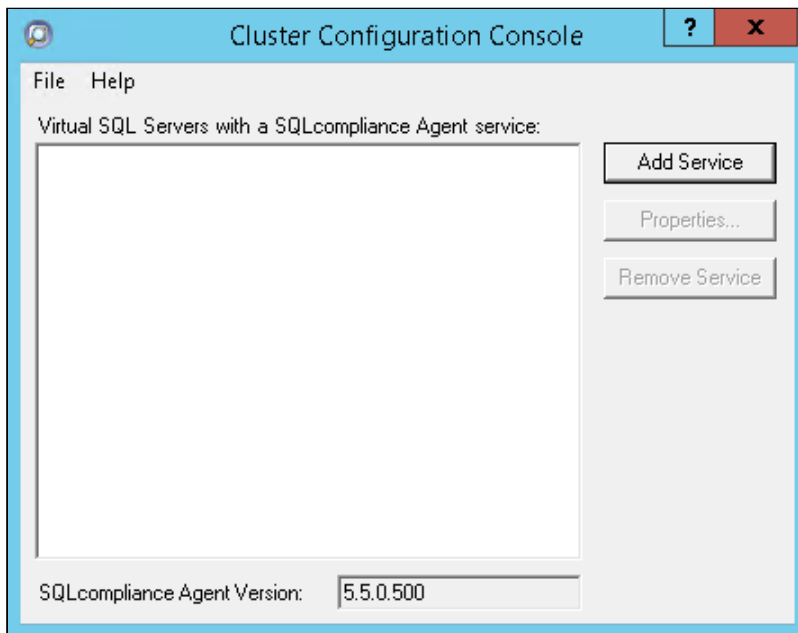 Cluster Configuration Console
? x
File Help
Virtual SQL Servers with a SQLcompliance Agent service:
Add Service
Properties...
Remove Service
SQLcompliance Agent Version: 5.5.0.500